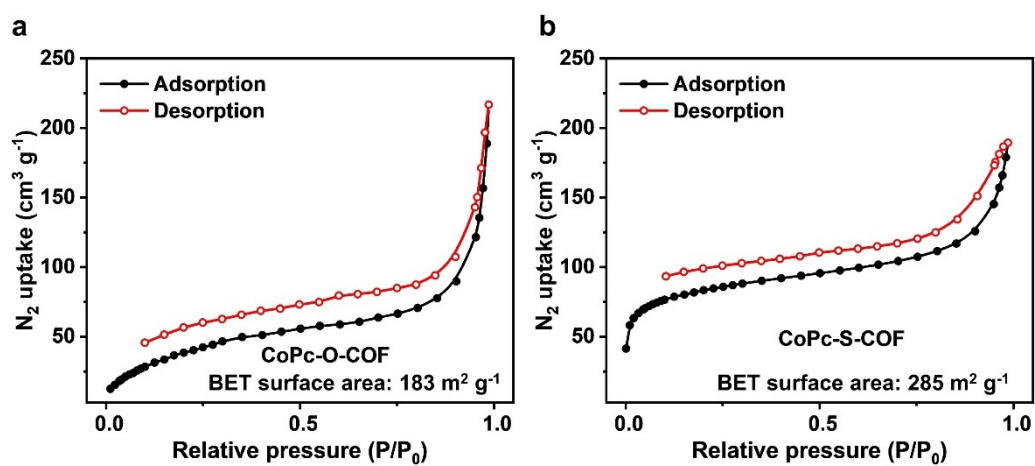 a
250
200
150
100
50
N₂ uptake (cm³ g⁻¹)
Adsorption
Desorption
CoPc-O-COF
BET surface area: 183 m² g⁻¹
0.0
0.5
1.0
Relative pressure (P/P₀)
b
250
200
150
100
50
N₂ uptake (cm³ g⁻¹)
Adsorption
Desorption
CoPc-S-COF
BET surface area: 285 m² g⁻¹
0.0
0.5
1.0
Relative pressure (P/P₀)